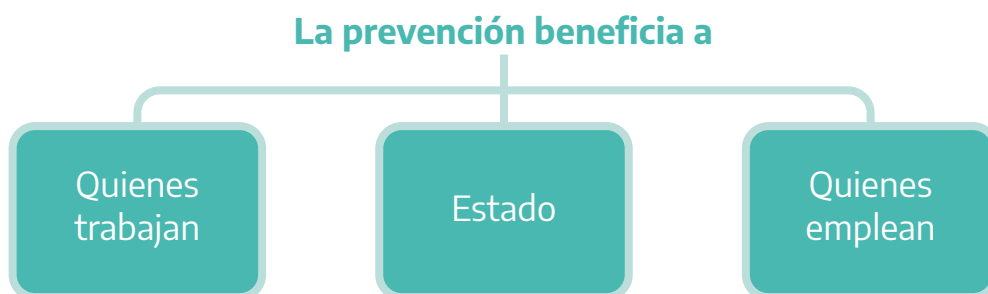 La prevención beneficia a
Quienes
trabajan
Estado
Quienes
emplean